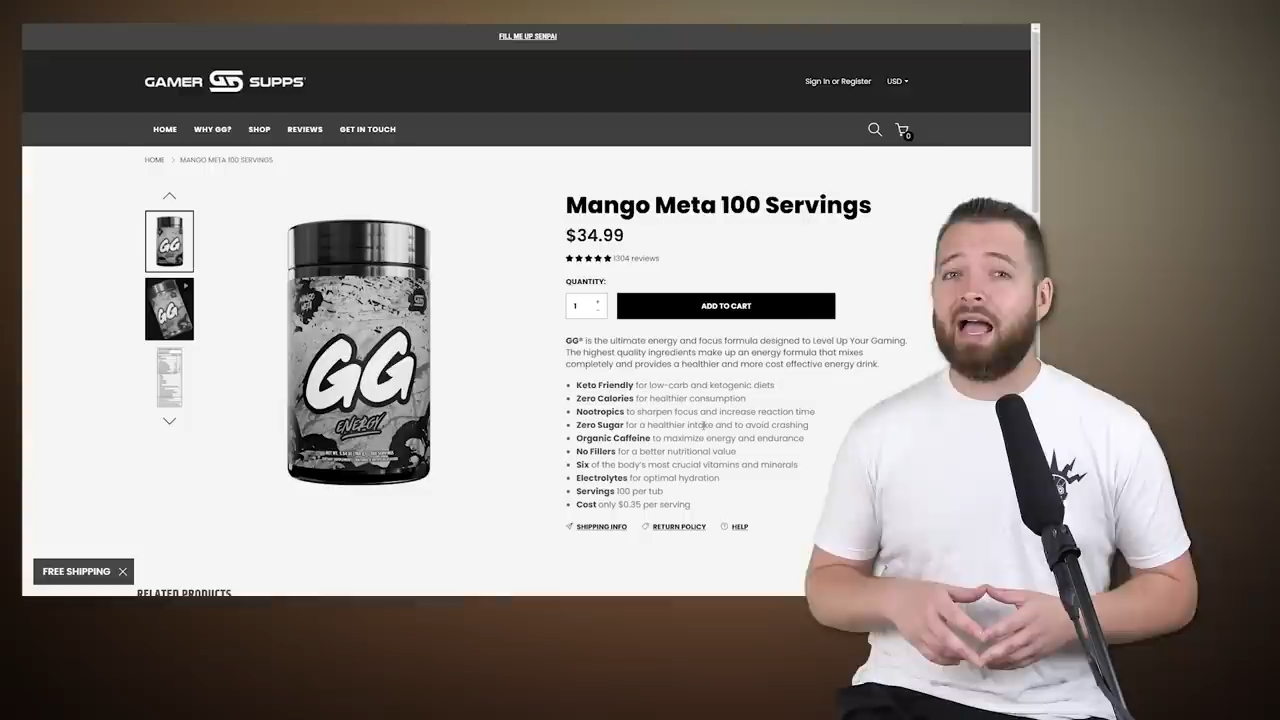 FILL ME UP SENPAI
GAMER GG SUPPS
Sign In or Register USD
HOME WHY GG? SHOP REVIEWS GET IN TOUCH
0
HOME > MANGO META 100 SERVINGS
Mango Meta 100 Servings
$34.99
1304 reviews
QUANTITY:
1 ADD TO CART
GG® is the ultimate energy and focus formula designed to Level Up Your Gaming.
The highest quality ingredients make up an energy formula that mixes
completely and provides a healthier and more cost effective energy drink.
Keto Friendly for low-carb and ketogenic diets
Zero Calories for healthier consumption
Nootropics to sharpen focus and increase reaction time
Zero Sugar for a healthier intake and to avoid crashing
Organic Caffeine to maximize energy and endurance
No Fillers for a better nutritional value
Six of the body's most crucial vitamins and minerals
Electrolytes for optimal hydration
Servings 100 per tub
Cost only $0.35 per serving
SHIPPING INFO RETURN POLICY HELP
GG
GG
GG
ENERGY
FREE SHIPPING
RELATED PRODUCTS